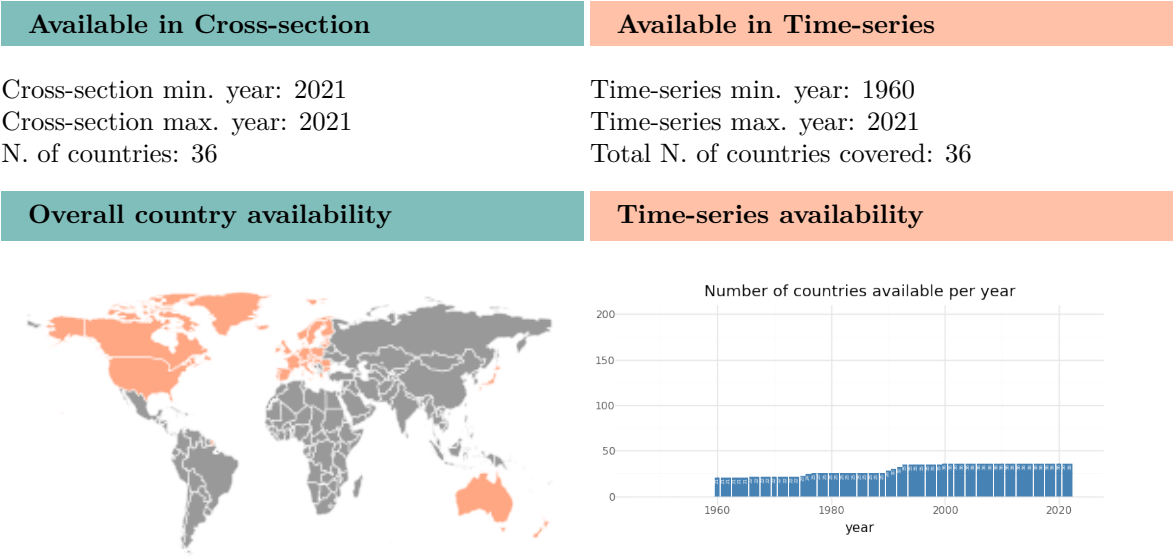 Available in Cross-section
Cross-section min. year: 2021
Cross-section max. year: 2021
N. of countries: 36
Available in Time-series
Time-series min. year: 1960
Time-series max. year: 2021
Total N. of countries covered: 36
Overall country availability
Time-series availability
Number of countries available per year
200
150
100
50
0
1960 1980 2000 2020
year